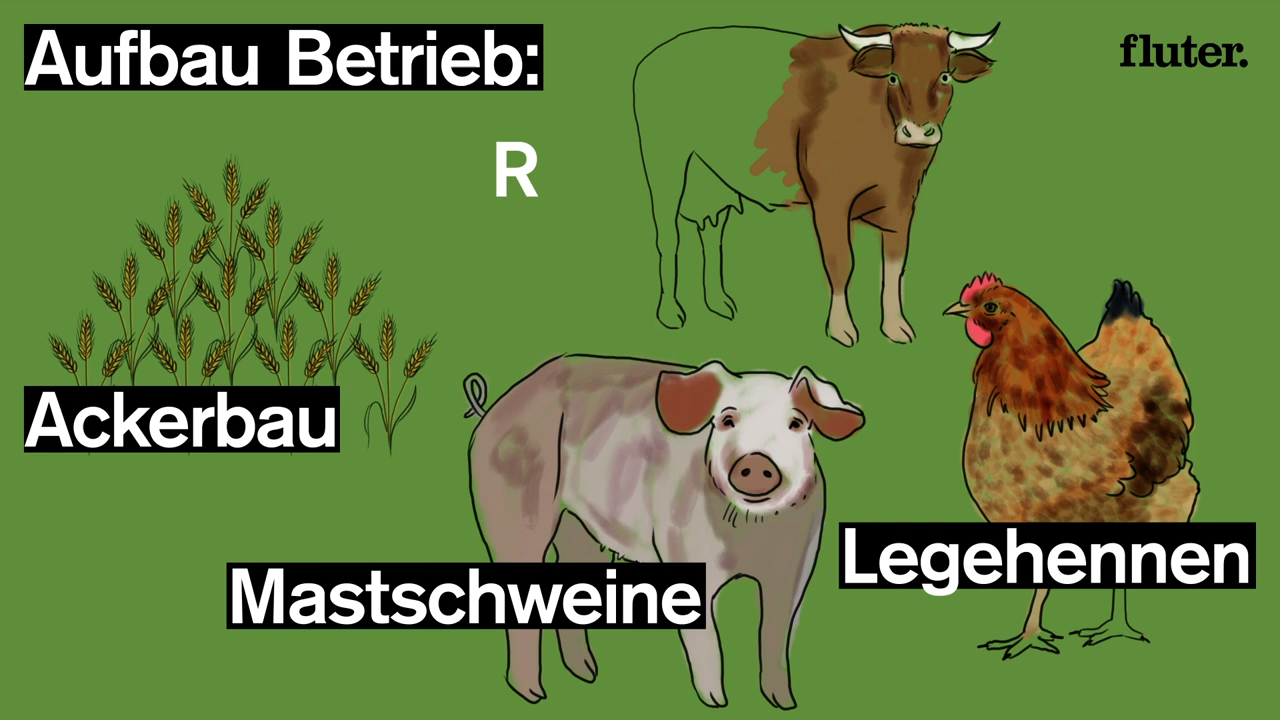 Aufbau Betrieb:
fluter.
R
Ackerbau
Legehennen
Mastschweine